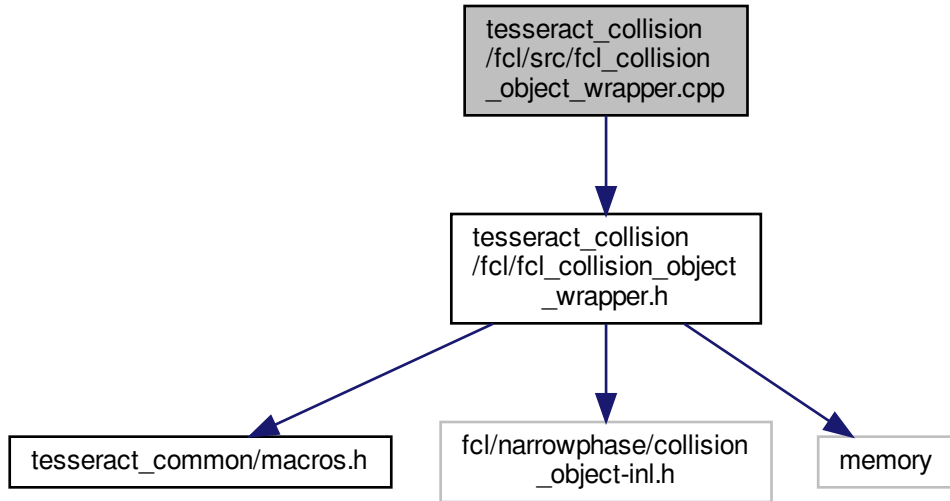 tesseract_collision
/fcl/src/fcl_collision
_object_wrapper.cpp
tesseract_collision
/fcl/fcl_collision_object
_wrapper.h
tesseract_common/macros.h
fcl/narrowphase/collision
_object-inl.h
memory